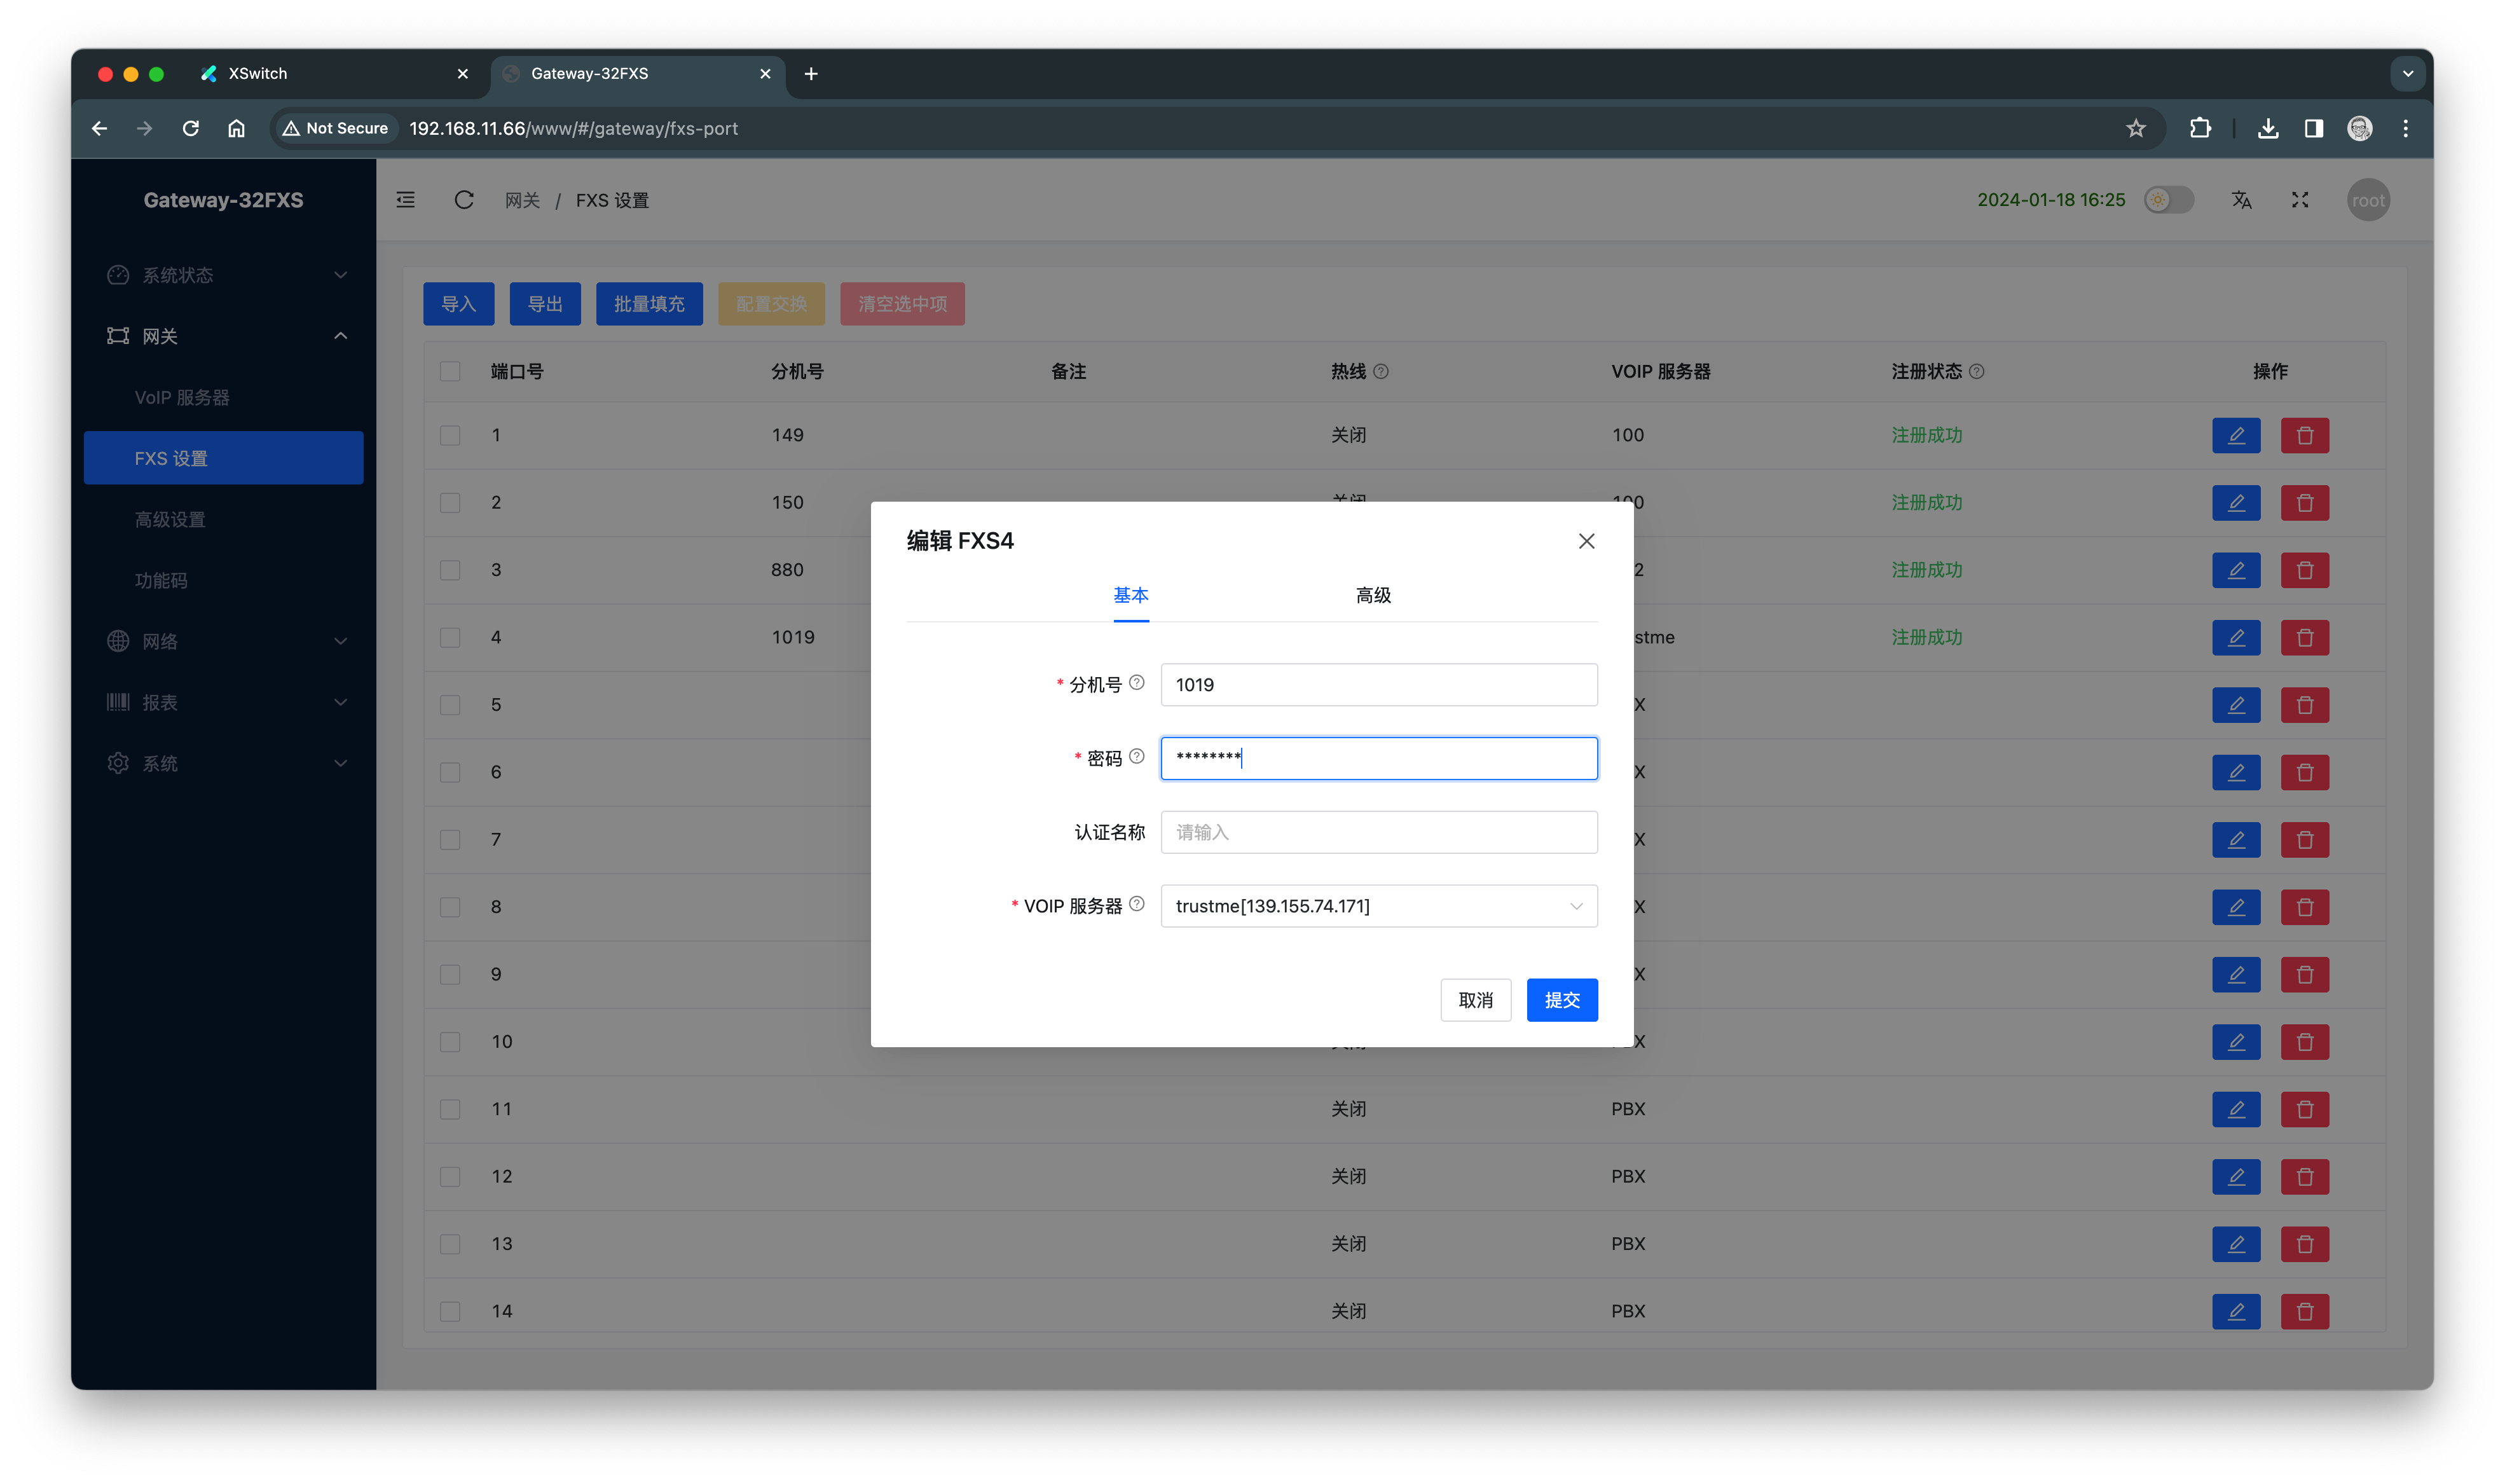 XSwitch
Gateway-32FXS
Not Secure 192.168.11.66/www/#/gateway/fxs-port
Gateway-32FXS
网关 / FXS 设置
2024-01-18 16:25
root
系统状态
网关
VoIP 服务器
FXS 设置
高级设置
功能码
网络
报表
系统
导入 导出 批量填充 配置交换 清空选中项
端口号 分机号 备注 热线 VOIP 服务器 注册状态 操作
1 149 关闭 100 注册成功
2 150 注册成功
3 880 注册成功
4 1019 注册成功
5
6
7
8
9
10
11 关闭 PBX
12 关闭 PBX
13 关闭 PBX
14 关闭 PBX
编辑 FXS4
基本 高级
* 分机号 1019
* 密码 ********
认证名称 请输入
* VOIP 服务器 trustme[139.155.74.171]
取消 提交